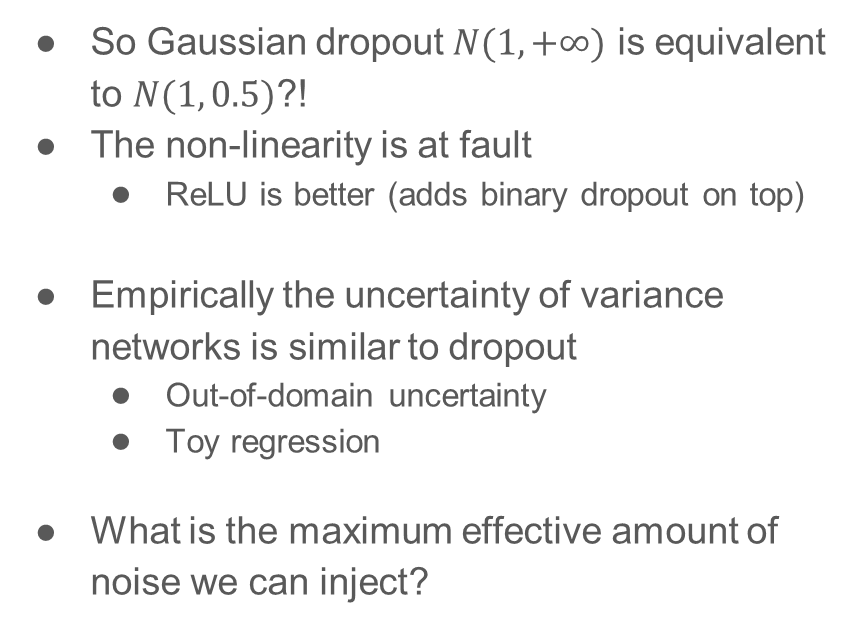 ● So Gaussian dropout N(1, +∞) is equivalent
to N(1, 0.5)?!
● The non-linearity is at fault
● ReLU is better (adds binary dropout on top)
● Empirically the uncertainty of variance
networks is similar to dropout
● Out-of-domain uncertainty
● Toy regression
● What is the maximum effective amount of
noise we can inject?